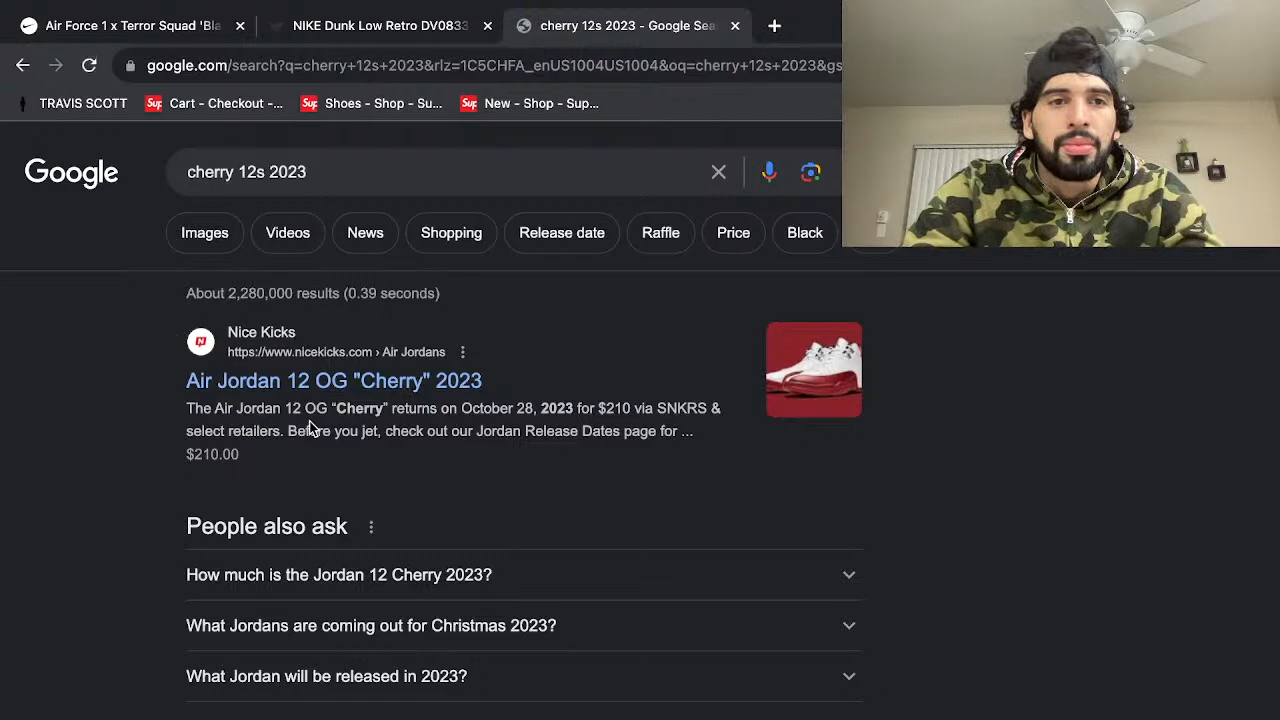 Air Force 1 x Terror Squad 'Bla
NIKE Dunk Low Retro DV0833
cherry 12s 2023 - Google Sea
google.com/search?q=cherry+12s+2023&rlz=1C5CHFA_enUS1004US1004&oq=cherry+12s+2023&gs
TRAVIS SCOTT
Sup Cart - Checkout -...
Sup Shoes - Shop - Su...
Sup New - Shop - Sup...
Google
cherry 12s 2023
Images
Videos
News
Shopping
Release date
Raffle
Price
Black
About 2,280,000 results (0.39 seconds)
Nice Kicks
https://www.nicekicks.com › Air Jordans
Air Jordan 12 OG "Cherry" 2023
The Air Jordan 12 OG “Cherry” returns on October 28, 2023 for $210 via SNKRS &
select retailers. Before you jet, check out our Jordan Release Dates page for ...
$210.00
People also ask
How much is the Jordan 12 Cherry 2023?
What Jordans are coming out for Christmas 2023?
What Jordan will be released in 2023?